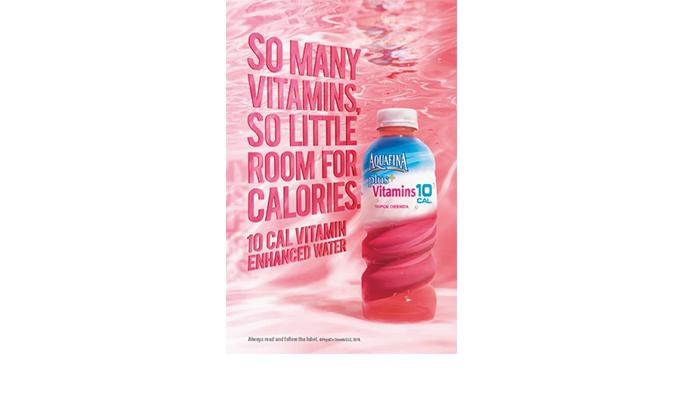 SO MANY
VITAMINS,
SO LITTLE
ROOM FOR
CALORIES.
10 CAL VITAMIN
ENHANCED WATER
AQUAFINA
plus+
Vitamins 10
CAL
TROPICAL
Always read and follow the label.